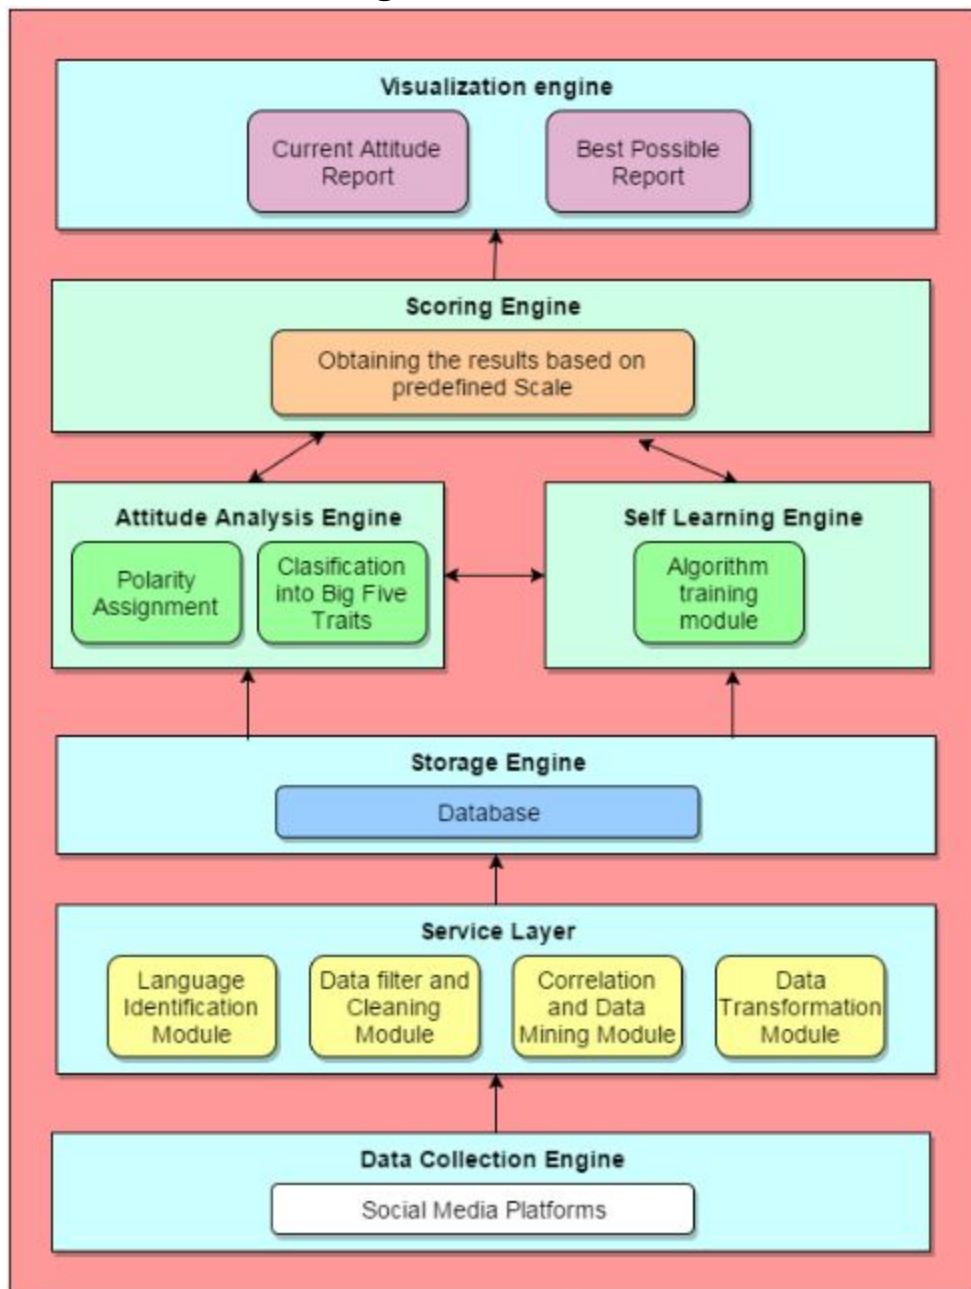 Visualization engine
Current Attitude
Report
Best Possible
Report
Scoring Engine
Obtaining the results based on
predefined Scale
Attitude Analysis Engine
Polarity
Assignment
Clasification
into Big Five
Traits
Self Learning Engine
Algorithm
training
module
Storage Engine
Database
Service Layer
Language
Identification
Module
Data filter and
Cleaning
Module
Correlation
and Data
Mining Module
Data
Transformation
Module
Data Collection Engine
Social Media Platforms